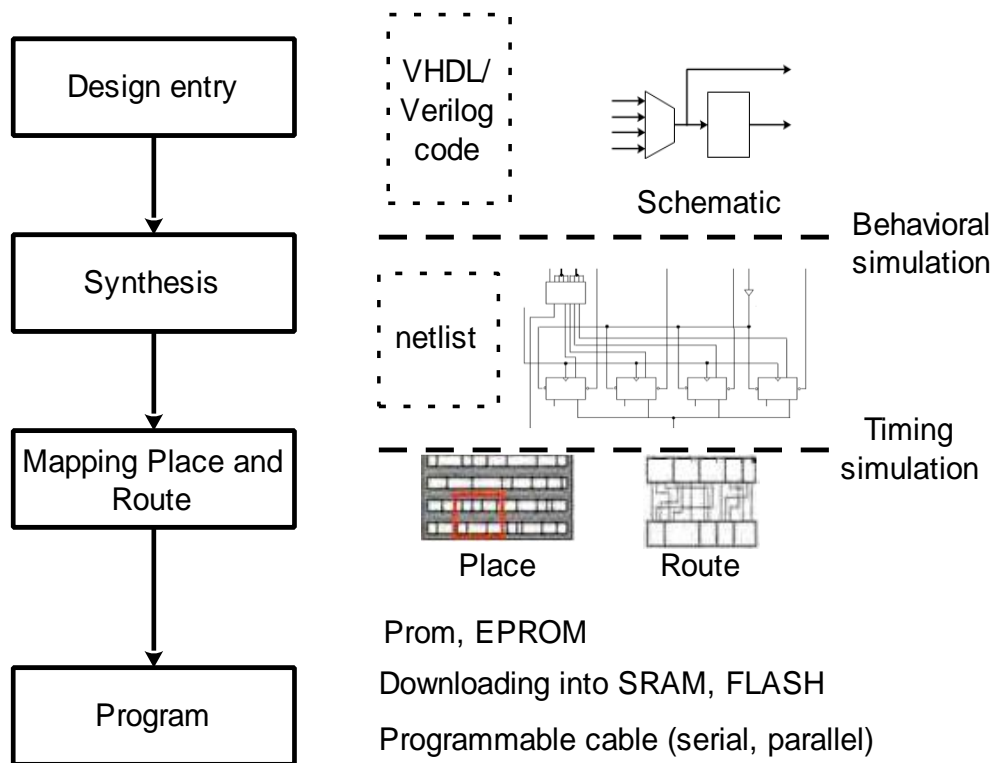 Design entry
VHDL/
Verilog
code
Schematic
Behavioral
simulation
Synthesis
netlist
Timing
simulation
Mapping Place and
Route
Place
Route
Prom, EPROM
Downloading into SRAM, FLASH
Program
Programmable cable (serial, parallel)